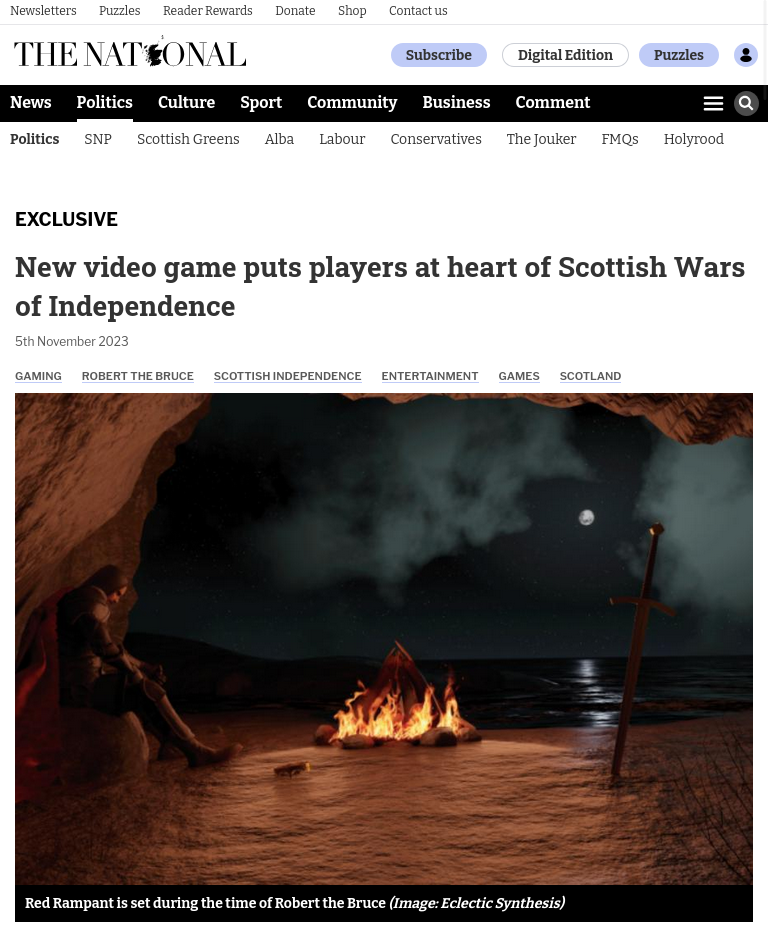 Newsletters Puzzles Reader Rewards Donate Shop Contact us
THE NATIONAL
Subscribe Digital Edition Puzzles
News Politics Culture Sport Community Business Comment
Politics SNP Scottish Greens Alba Labour Conservatives The Jouker FMQs Holyrood
EXCLUSIVE
New video game puts players at heart of Scottish Wars
of Independence
5th November 2023
GAMING ROBERT THE BRUCE SCOTTISH INDEPENDENCE ENTERTAINMENT GAMES SCOTLAND
Red Rampant is set during the time of Robert the Bruce (Image: Eclectic Synthesis)